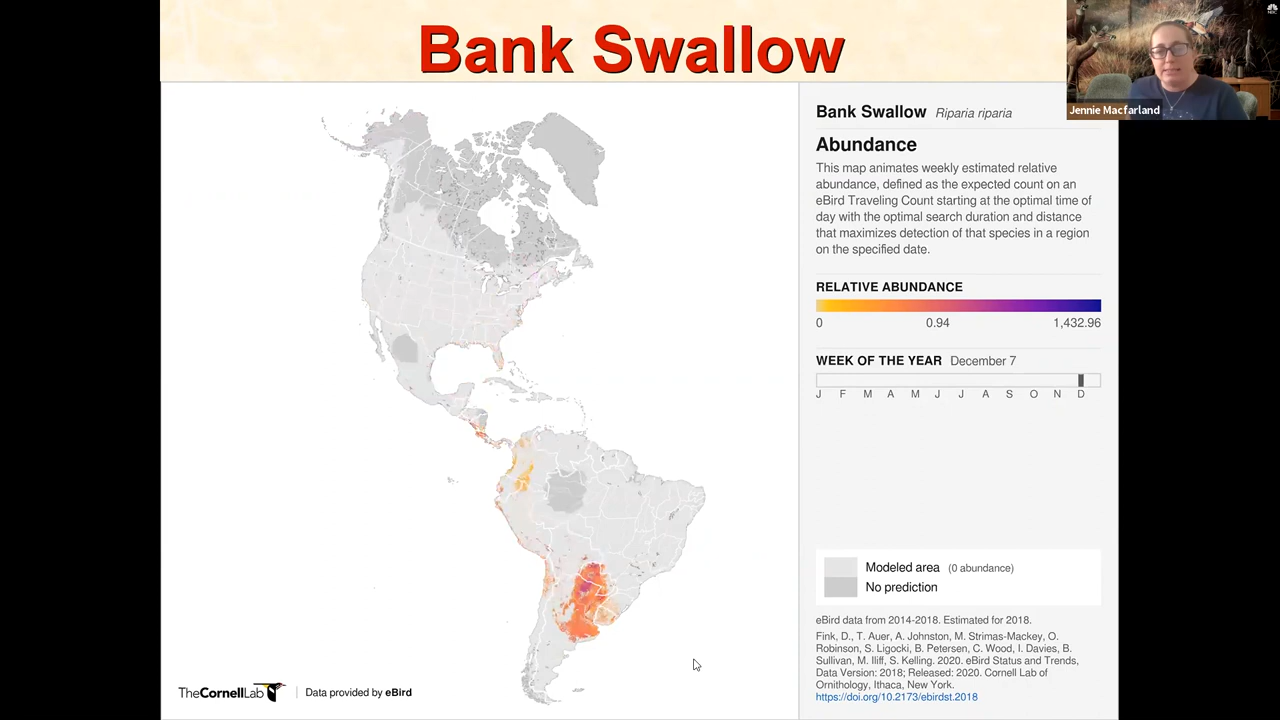 Bank Swallow
Jennie Macfarland
Bank Swallow Riparia riparia
Abundance
This map animates weekly estimated relative
abundance, defined as the expected count on an
eBird Traveling Count starting at the optimal time of
day with the optimal search duration and distance
that maximizes detection of that species in a region
on the specified date.
RELATIVE ABUNDANCE
0 0.94 1,432.96
WEEK OF THE YEAR December 7
J F M A M J J A S O N D
Modeled area (0 abundance)
No prediction
eBird data from 2014-2018. Estimated for 2018.
Fink, D., T. Auer, A. Johnston, M. Strimas-Mackey, O.
Robinson, S. Ligocki, B. Petersen, C. Wood, I. Davies, B.
Sullivan, M. Iliff, S. Kelling. 2020. eBird Status and Trends,
Data Version: 2018; Released: 2020. Cornell Lab of
Ornithology, Ithaca, New York.
https://doi.org/10.2173/ebirdst.2018
TheCornellLab Data provided by eBird